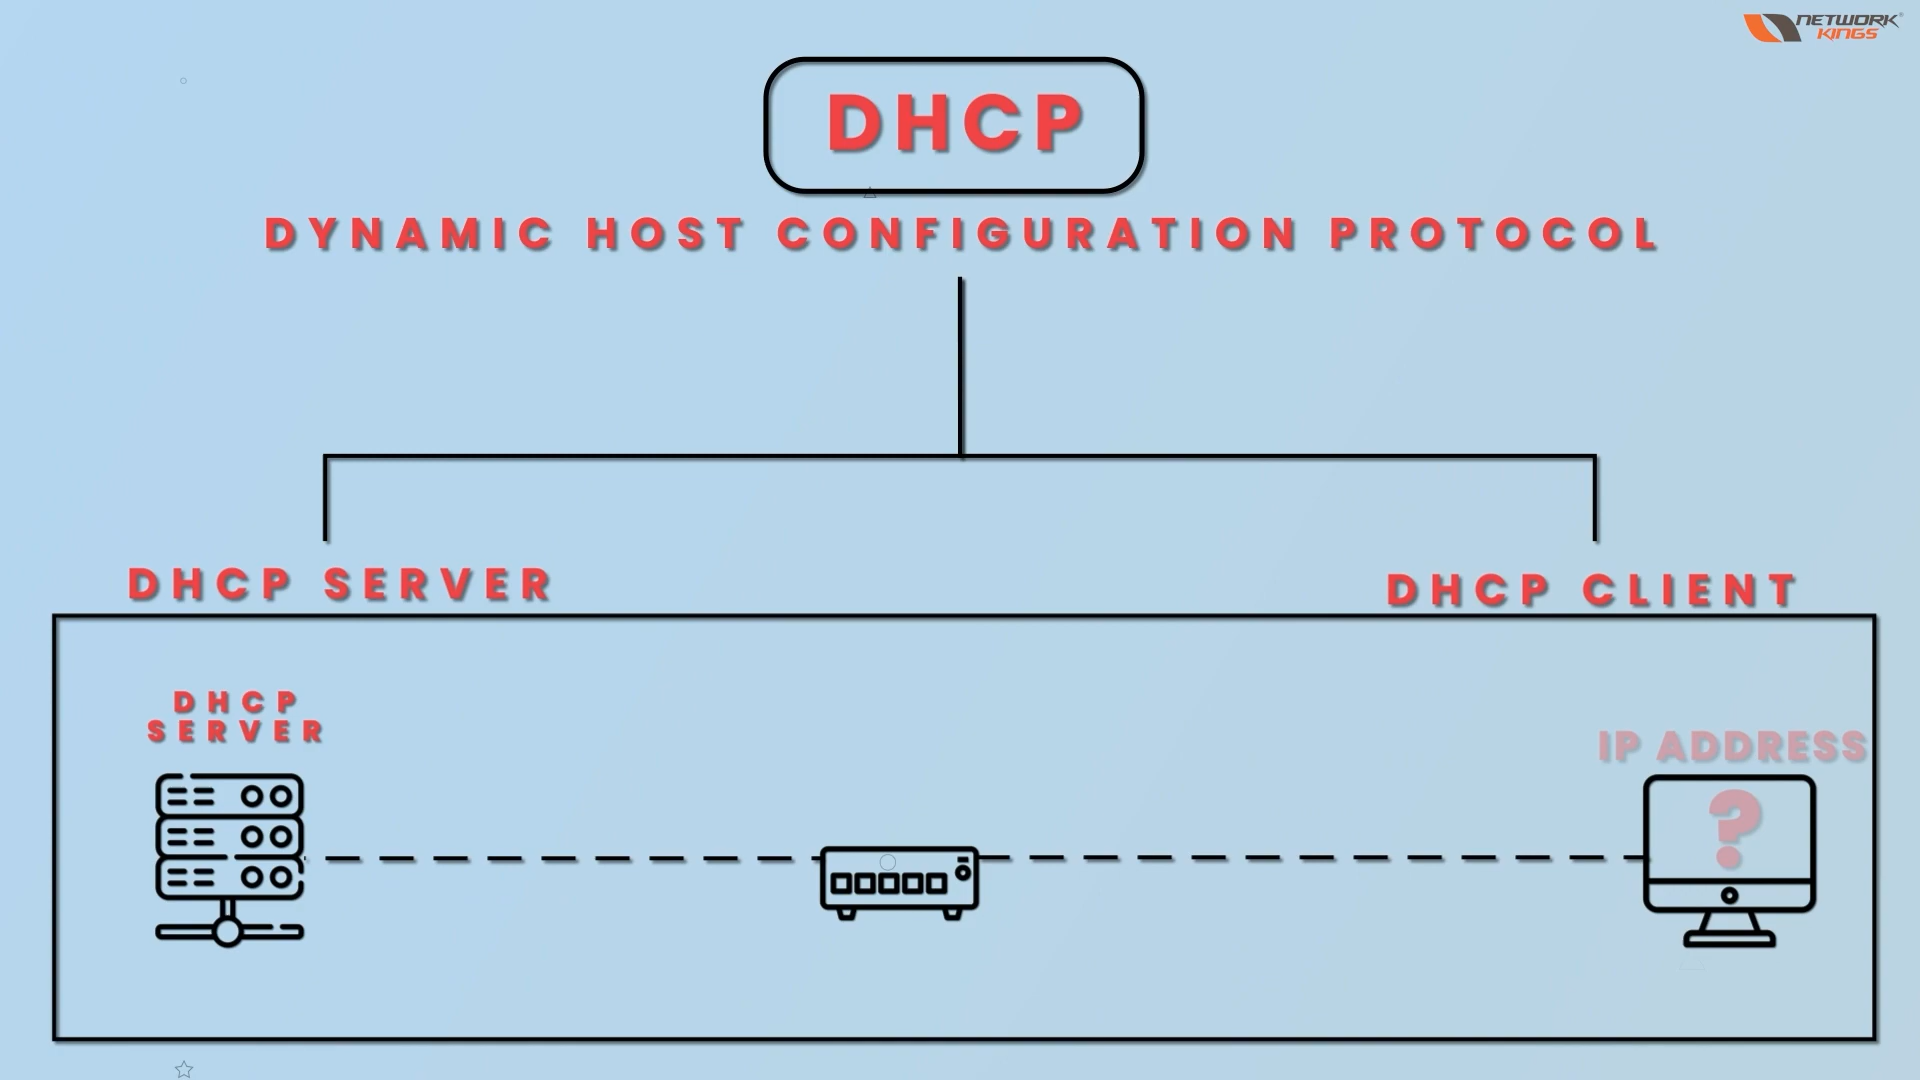 NETWORK
KINGS
DHCP
DYNAMIC HOST CONFIGURATION PROTOCOL
DHCP SERVER
DHCP CLIENT
DHCP
SERVER
IP ADDRESS
?